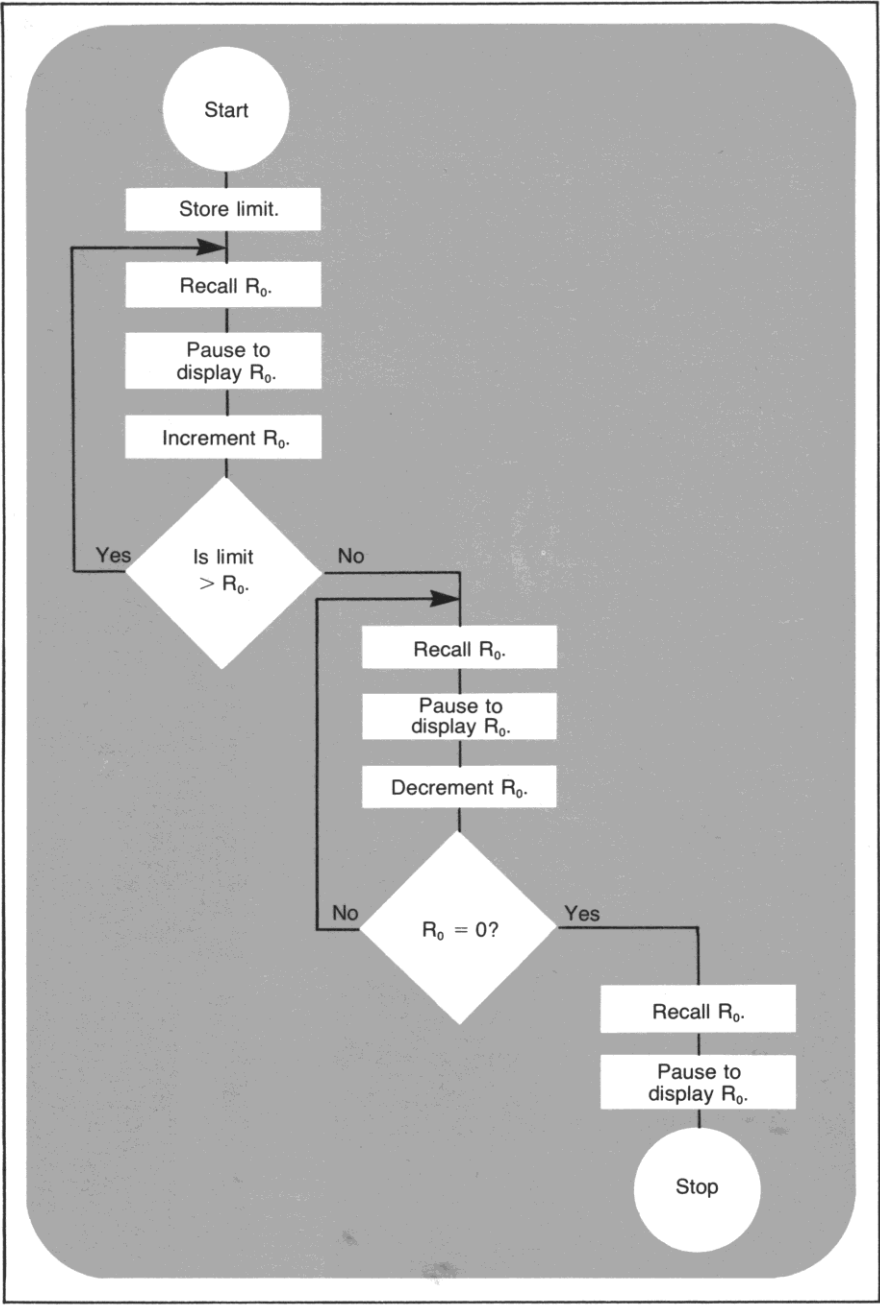 Start
Store limit.
Recall R₀.
Pause to
display R₀.
Increment R₀.
Is limit
> R₀.
Yes
No
Recall R₀.
Pause to
display R₀.
Decrement R₀.
R₀ = 0?
No
Yes
Recall R₀.
Pause to
display R₀.
Stop